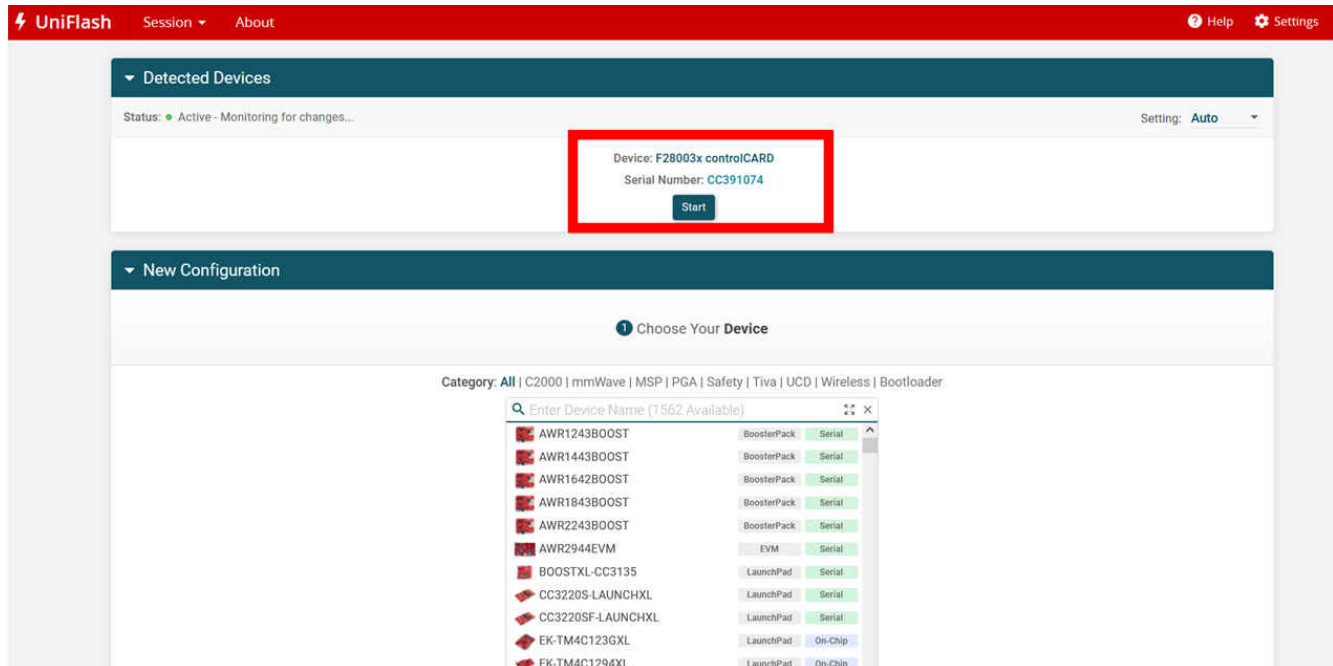 UniFlash Session About Help Settings
Detected Devices
Status: Active - Monitoring for changes... Setting: Auto
Device: F28003x controlCARD
Serial Number: CC391074
Start
New Configuration
1 Choose Your Device
Category: All | C2000 | mmWave | MSP | PGA | Safety | Tiva | UCD | Wireless | Bootloader
Enter Device Name (1562 Available)
AWR1243BOOST BoosterPack Serial
AWR1443BOOST BoosterPack Serial
AWR1642BOOST BoosterPack Serial
AWR1843BOOST BoosterPack Serial
AWR2243BOOST BoosterPack Serial
AWR2944EVM EVM Serial
BOOSTXL-CC3135 LaunchPad Serial
CC3220S-LAUNCHXL LaunchPad Serial
CC3220SF-LAUNCHXL LaunchPad Serial
EK-TM4C123GXL LaunchPad On-Chip
EK-TM4C1294XL LaunchPad On-Chip